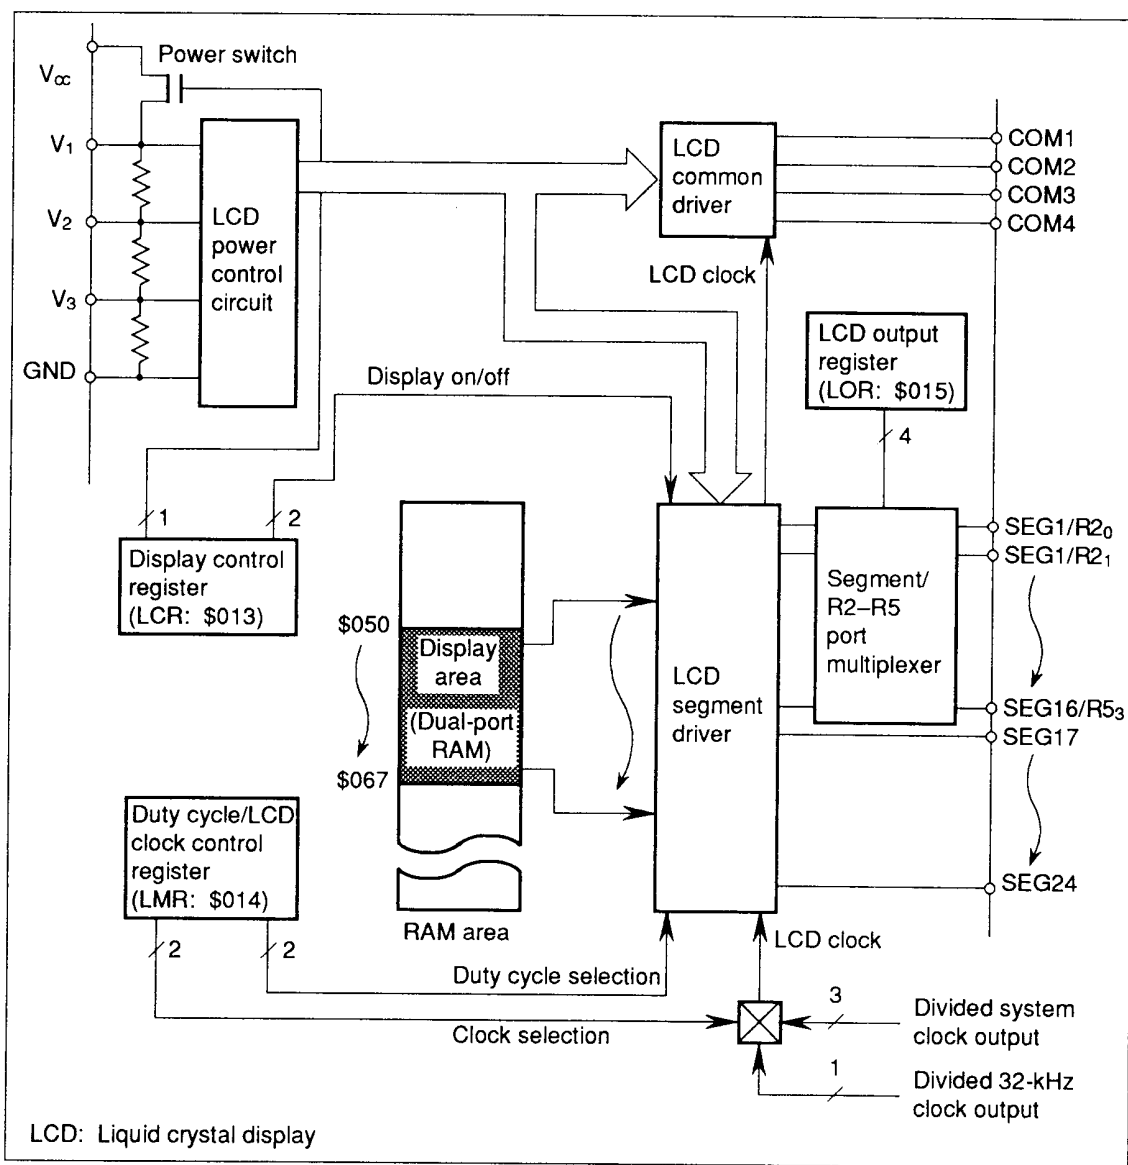 Power switch
Vcc
V1
V2
V3
GND
LCD
power
control
circuit
LCD
common
driver
COM1
COM2
COM3
COM4
LCD clock
LCD output
register
(LOR: $015)
4
Display on/off
1
2
Display control
register
(LCR: $013)
$050
$067
Display
area
(Dual-port
RAM)
RAM area
LCD
segment
driver
Segment/
R2–R5
port
multiplexer
SEG1/R20
SEG1/R21
SEG16/R53
SEG17
SEG24
Duty cycle/LCD
clock control
register
(LMR: $014)
2
2
Duty cycle selection
Clock selection
LCD clock
3
Divided system
clock output
1
Divided 32-kHz
clock output
LCD: Liquid crystal display